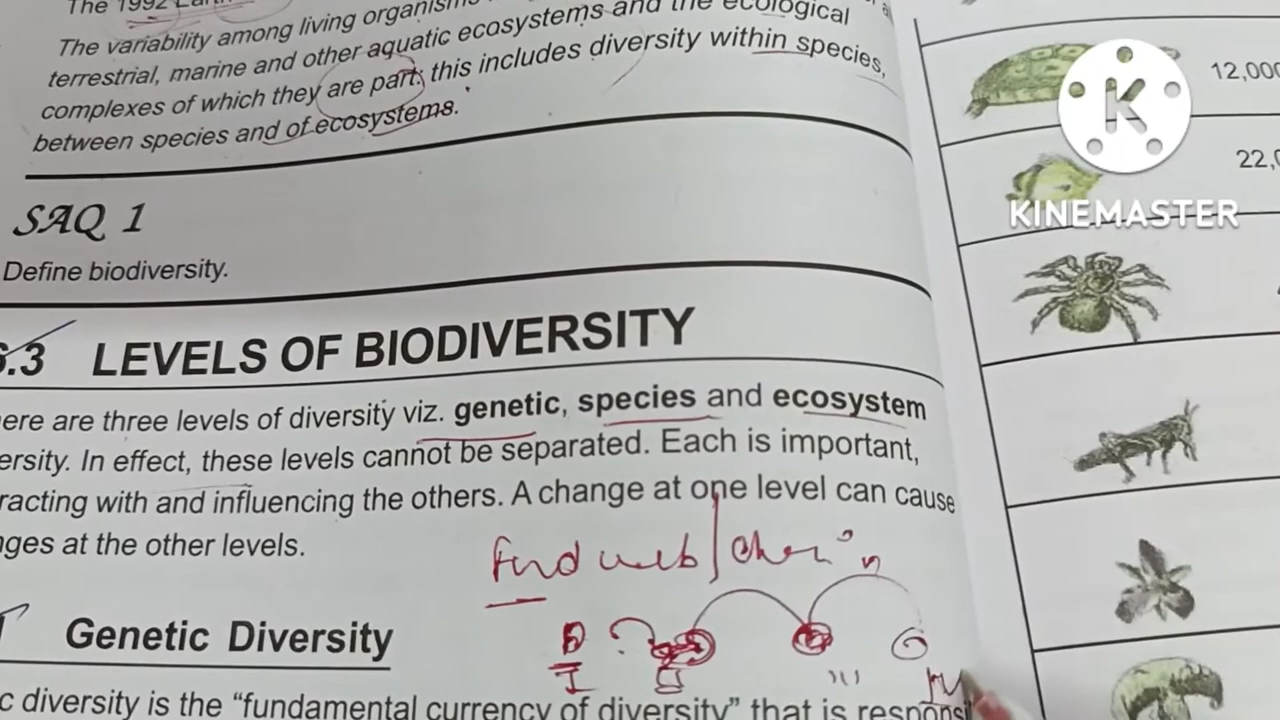 The 1992
The variability among living organisms
terrestrial, marine and other aquatic ecosystems and the ecological
complexes of which they are part; this includes diversity within species,
between species and of ecosystems.
SAQ 1
Define biodiversity.
.3 LEVELS OF BIODIVERSITY
ere are three levels of diversity viz. genetic, species and ecosystem
ersity. In effect, these levels cannot be separated. Each is important,
racting with and influencing the others. A change at one level can cause
nges at the other levels.
Food web/chain
Genetic Diversity
c diversity is the “fundamental currency of diversity” that is responsi
12,000
22,0
KINEMASTER